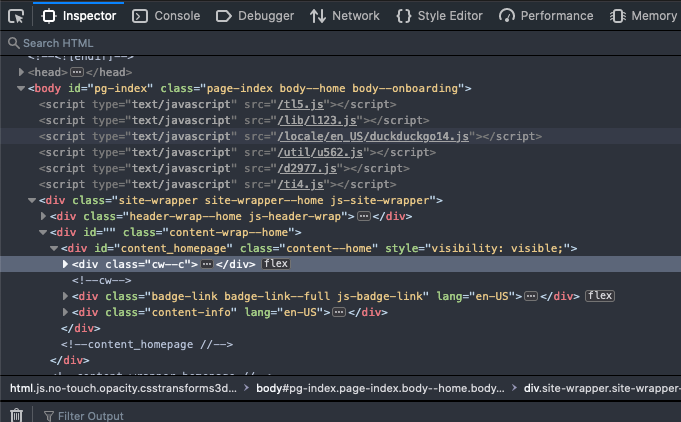 Inspector Console Debugger Network {} Style Editor Performance Memory
Search HTML
<!--<![endif]-->
<head>⋯</head>
<body id="pg-index" class="page-index body--home body--onboarding">
<script type="text/javascript" src="/tl5.js"></script>
<script type="text/javascript" src="/lib/l123.js"></script>
<script type="text/javascript" src="/locale/en_US/duckduckgo14.js"></script>
<script type="text/javascript" src="/util/u562.js"></script>
<script type="text/javascript" src="/d2977.js"></script>
<script type="text/javascript" src="/ti4.js"></script>
<div class="site-wrapper site-wrapper--home js-site-wrapper">
<div class="header-wrap--home js-header-wrap">⋯</div>
<div id="" class="content-wrap--home">
<div id="content_homepage" class="content--home" style="visibility: visible;">
<div class="cw--c">⋯</div> flex
<!--cw-->
<div class="badge-link badge-link--full js-badge-link" lang="en-US">⋯</div> flex
<div class="content-info" lang="en-US">⋯</div>
</div>
<!--content_homepage //-->
</div>
<!--content_wrapper_homepage //-->
html.js.no-touch.opacity.csstransforms3d… > body#pg-index.page-index.body--home.body… > div.site-wrapper.site-wrapper-
Filter Output